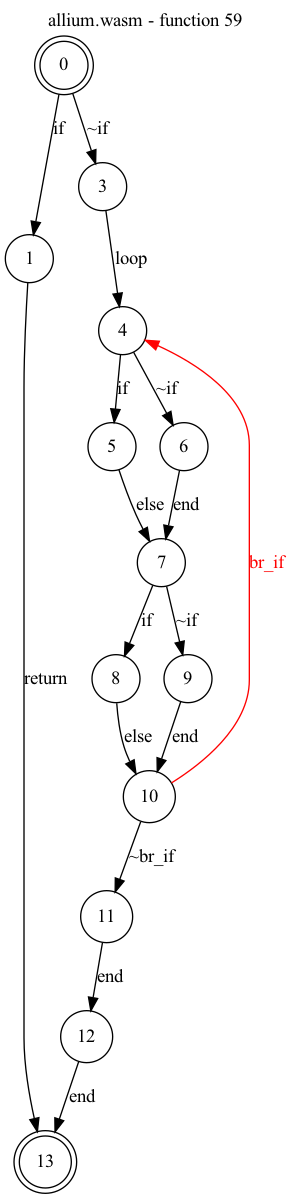 allium.wasm - function 59
0
if
~if
3
1
loop
4
if
~if
5
6
else
end
7
br_if
if
~if
8
9
return
else
end
10
~br_if
11
end
12
end
13